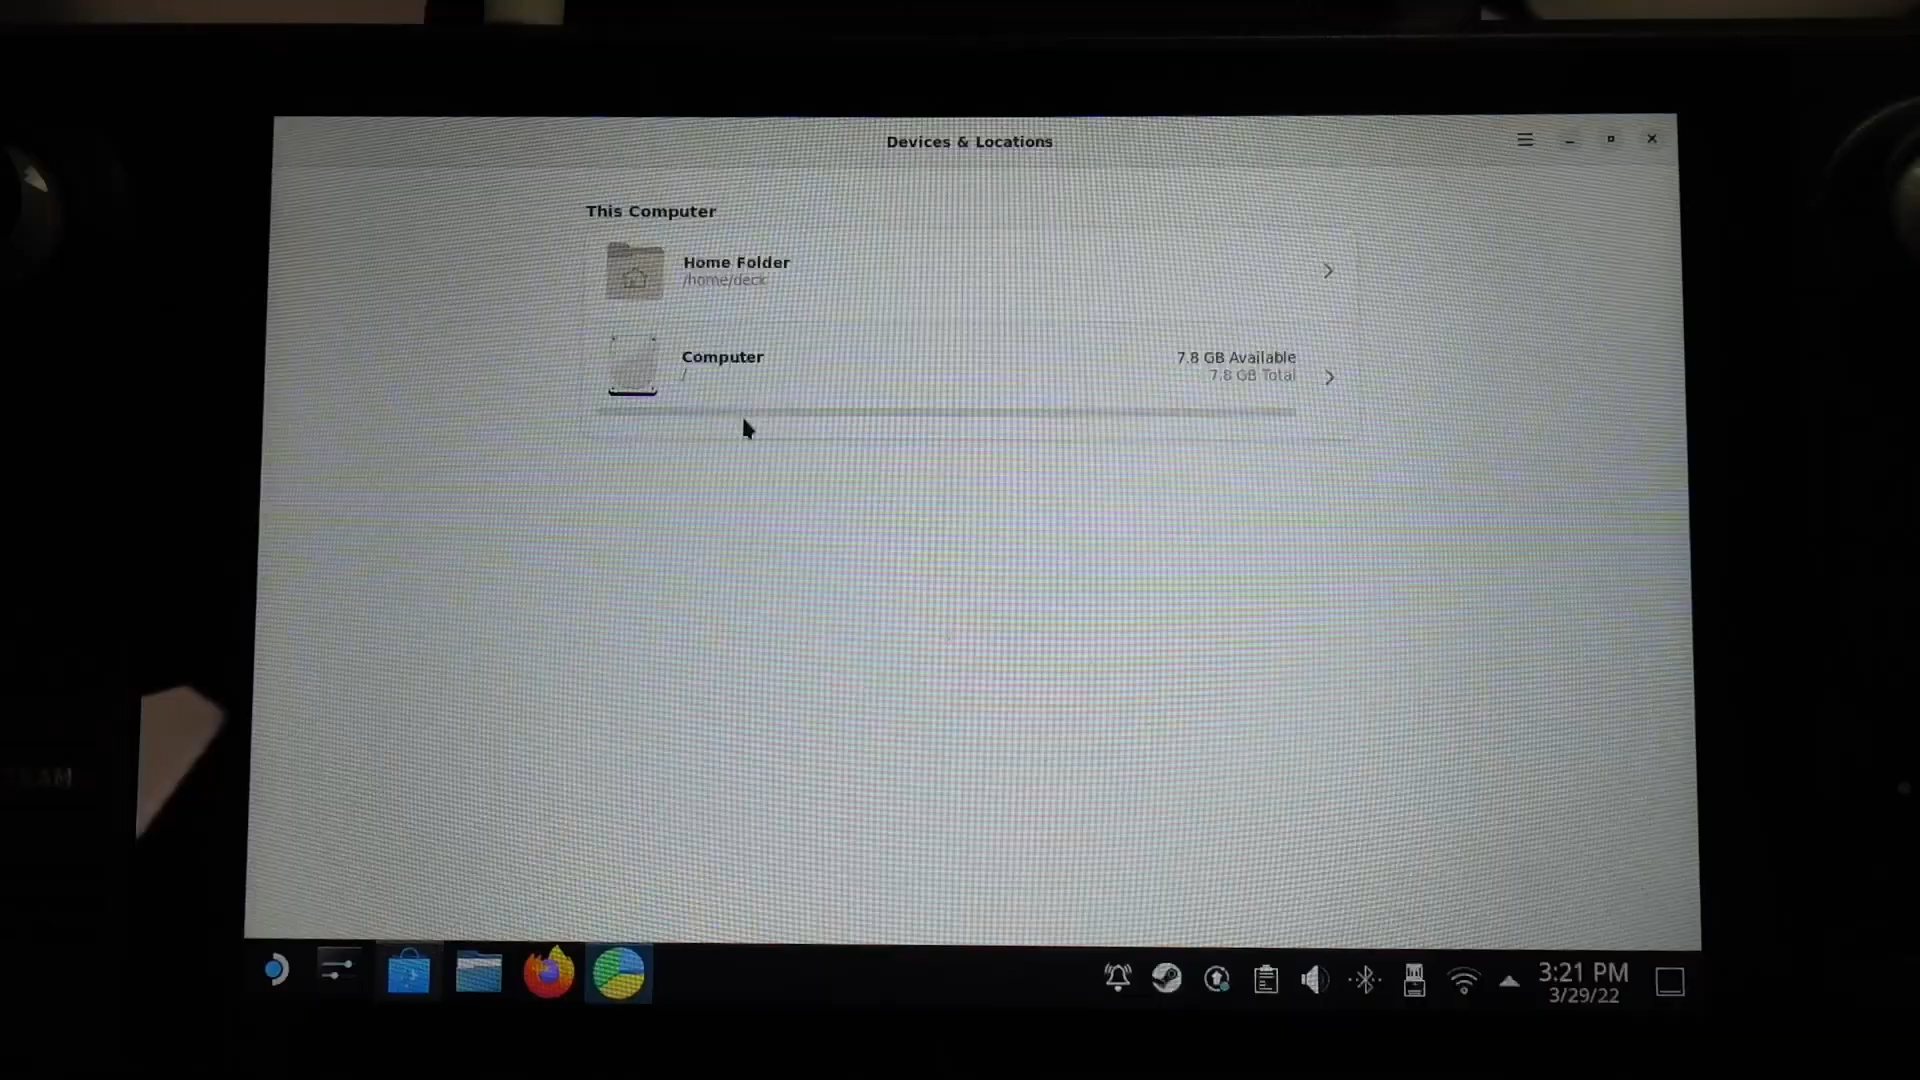 Devices & Locations
This Computer
Home Folder
/home/deck
Computer
/
7.8 GB Available
7.8 GB Total
3:21 PM
3/29/22